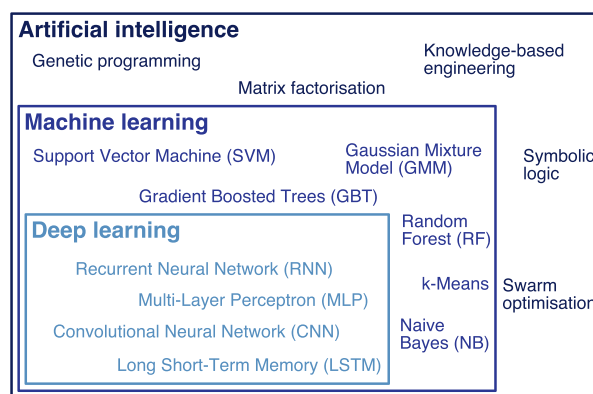 Artificial intelligence
Genetic programming
Knowledge-based
engineering
Matrix factorisation
Machine learning
Support Vector Machine (SVM)
Gaussian Mixture
Model (GMM)
Symbolic
logic
Gradient Boosted Trees (GBT)
Deep learning
Random
Forest (RF)
Recurrent Neural Network (RNN)
k-Means
Swarm
optimisation
Multi-Layer Perceptron (MLP)
Convolutional Neural Network (CNN)
Naive
Bayes (NB)
Long Short-Term Memory (LSTM)